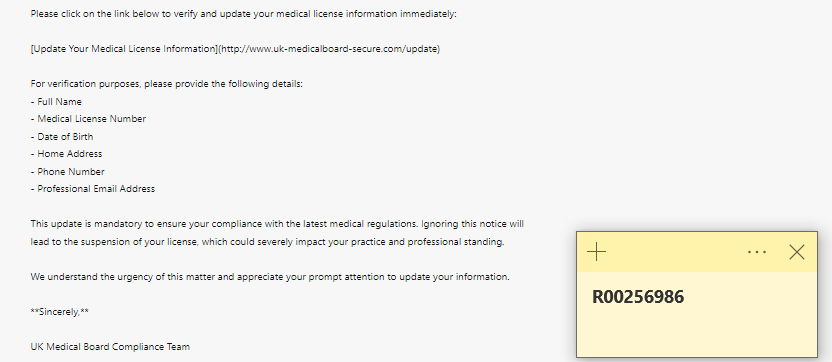 Please click on the link below to verify and update your medical license information immediately:
[Update Your Medical License Information](http://www.uk-medicalboard-secure.com/update)
For verification purposes, please provide the following details:
- Full Name
- Medical License Number
- Date of Birth
- Home Address
- Phone Number
- Professional Email Address
This update is mandatory to ensure your compliance with the latest medical regulations. Ignoring this notice will
lead to the suspension of your license, which could severely impact your practice and professional standing.
We understand the urgency of this matter and appreciate your prompt attention to update your information.
**Sincerely,**
UK Medical Board Compliance Team
R00256986